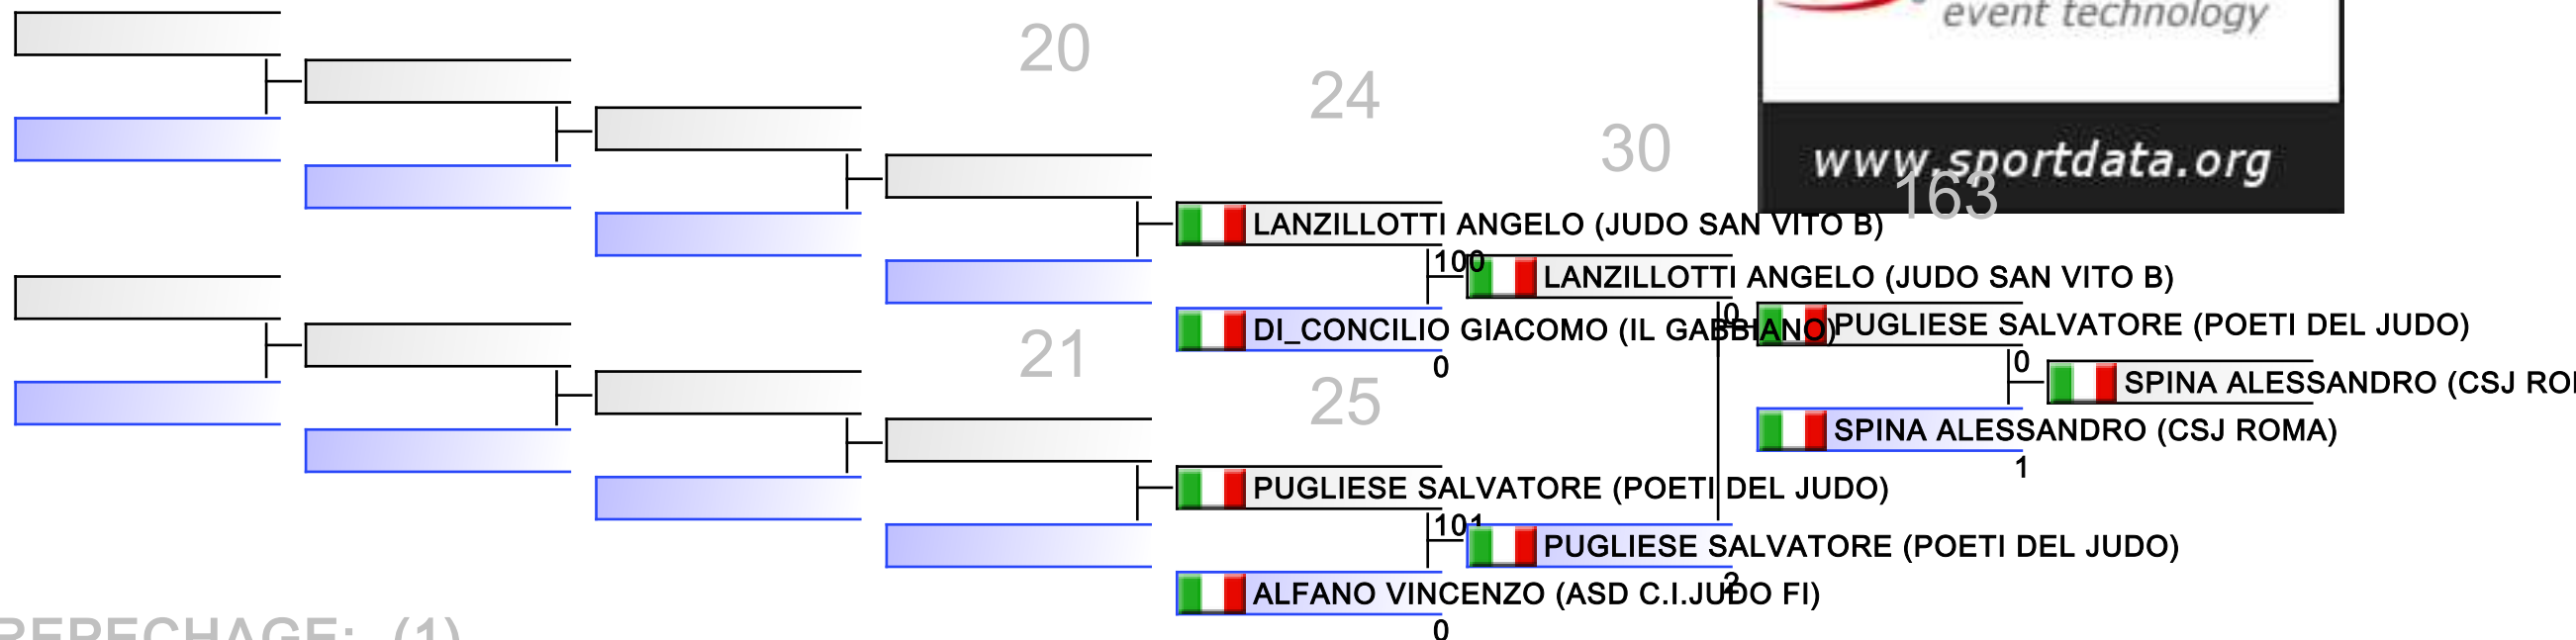 event technology
20
24
30
www.sportdata.org
163
LANZILLOTTI ANGELO (JUDO SAN VITO B)
100
LANZILLOTTI ANGELO (JUDO SAN VITO B)
0
DI_CONCILIO GIACOMO (IL GABBIANO)
PUGLIESE SALVATORE (POETI DEL JUDO)
0
21
0
25
SPINA ALESSANDRO (CSJ RO
SPINA ALESSANDRO (CSJ ROMA)
1
PUGLIESE SALVATORE (POETI DEL JUDO)
101
PUGLIESE SALVATORE (POETI DEL JUDO)
2
ALFANO VINCENZO (ASD C.I.JUDO FI)
0
REPECHAGE: (1)